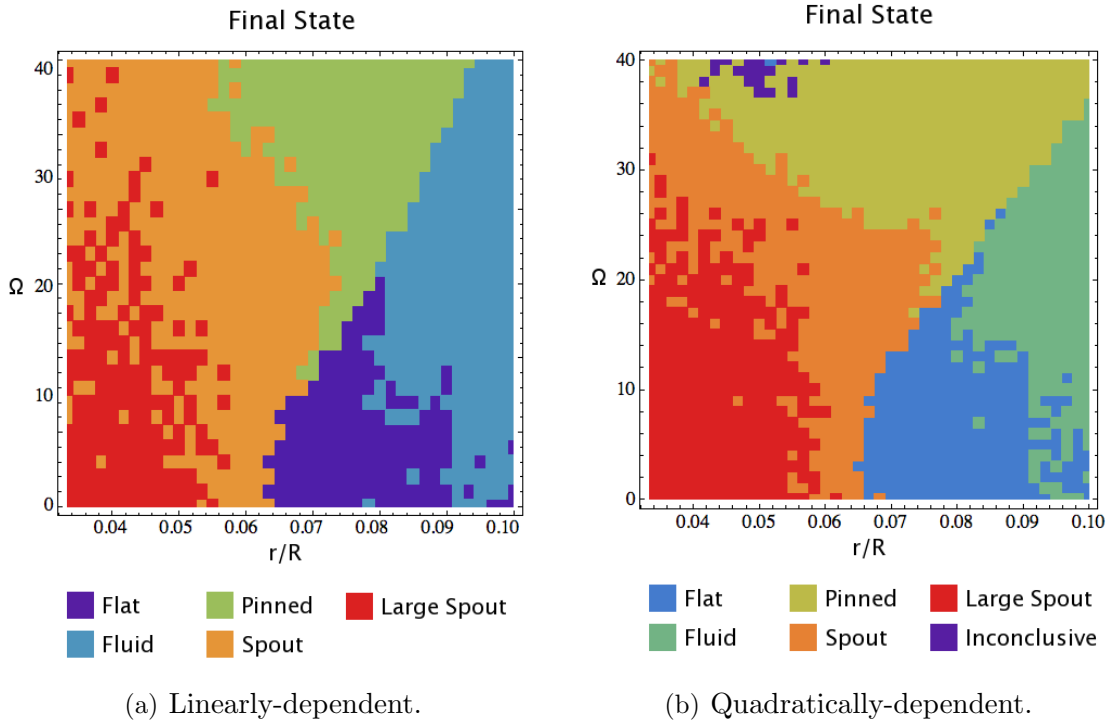 Final State
40
30
20
10
0
Ω
0.04 0.05 0.06 0.07 0.08 0.09 0.10
r/R
Flat Pinned Large Spout
Fluid Spout
(a) Linearly-dependent.
Final State
40
30
20
10
0
Ω
0.04 0.05 0.06 0.07 0.08 0.09 0.10
r/R
Flat Pinned Large Spout
Fluid Spout Inconclusive
(b) Quadratically-dependent.